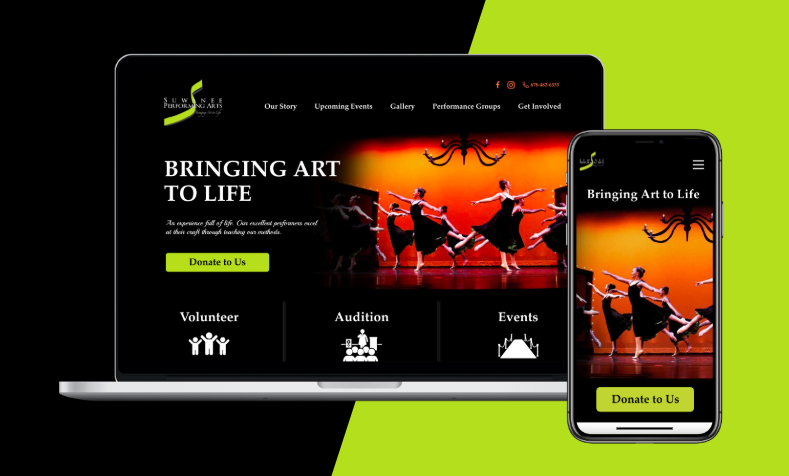 678-482-6333
SUWANEE
PERFORMING ARTS
Bringing Art to Life
Our Story Upcoming Events Gallery Performance Groups Get Involved
BRINGING ART
TO LIFE
An experience full of life. Our excellent performers excel
at their craft through teaching our methods.
Donate to Us
Volunteer Audition Events
Bringing Art to Life
Donate to Us